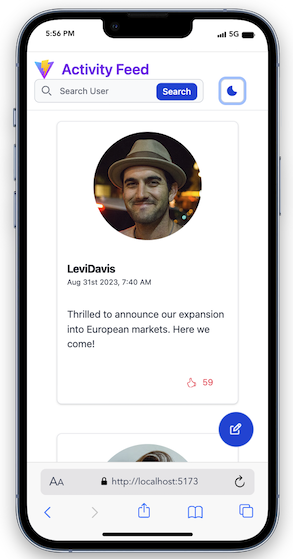 5:56 PM
5G
Activity Feed
Search User
Search
LeviDavis
Aug 31st 2023, 7:40 AM
Thrilled to announce our expansion
into European markets. Here we
come!
59
AA
http://localhost:5173